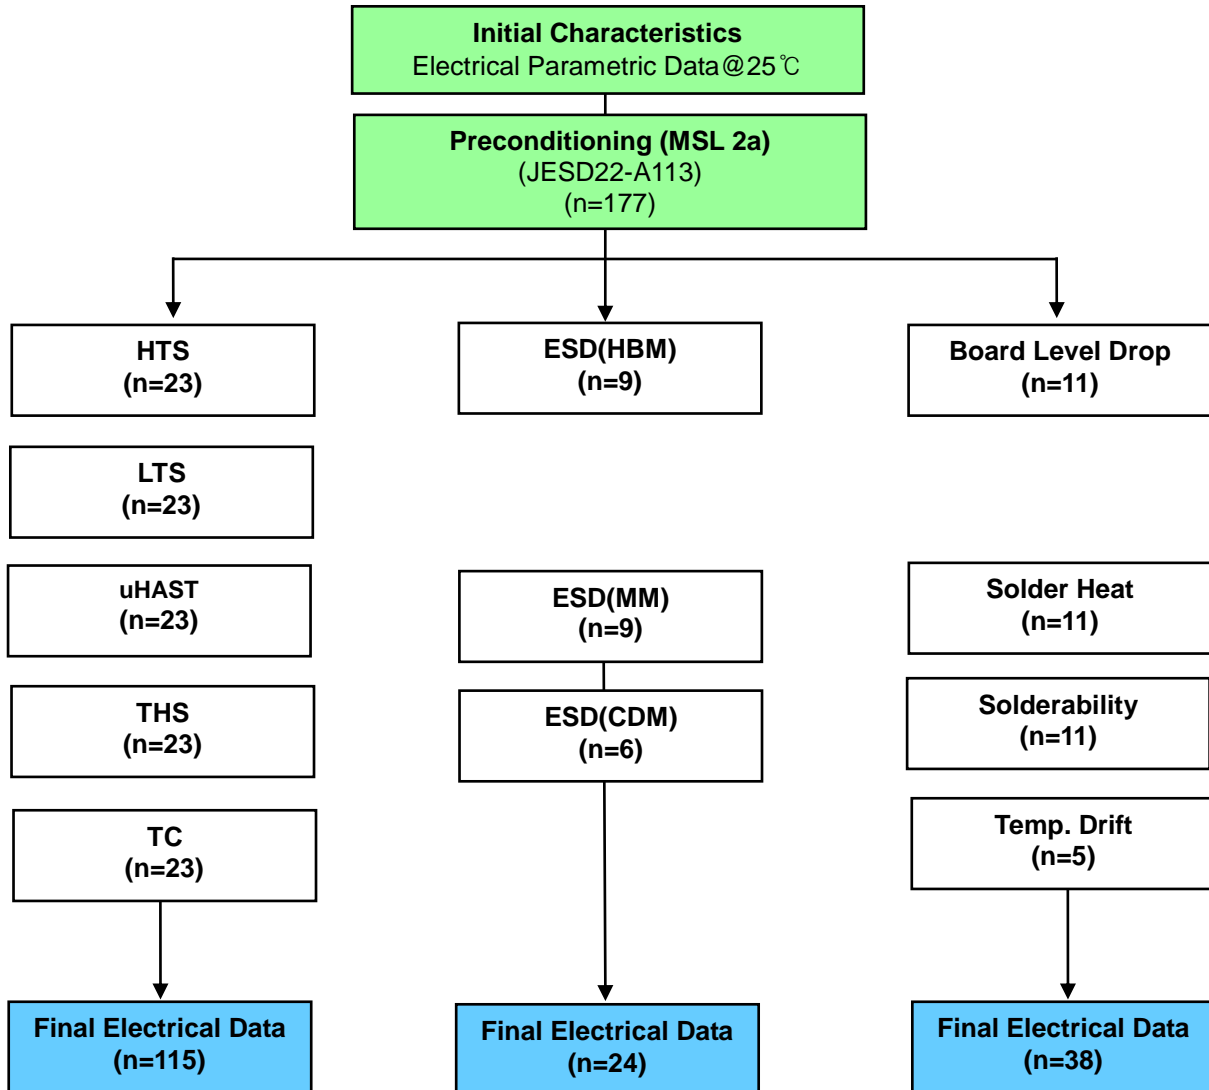 Initial Characteristics
Electrical Parametric Data@25℃
Preconditioning (MSL 2a)
(JESD22-A113)
(n=177)
HTS
(n=23)
LTS
(n=23)
uHAST
(n=23)
THS
(n=23)
TC
(n=23)
Final Electrical Data
(n=115)
ESD(HBM)
(n=9)
ESD(MM)
(n=9)
ESD(CDM)
(n=6)
Final Electrical Data
(n=24)
Board Level Drop
(n=11)
Solder Heat
(n=11)
Solderability
(n=11)
Temp. Drift
(n=5)
Final Electrical Data
(n=38)